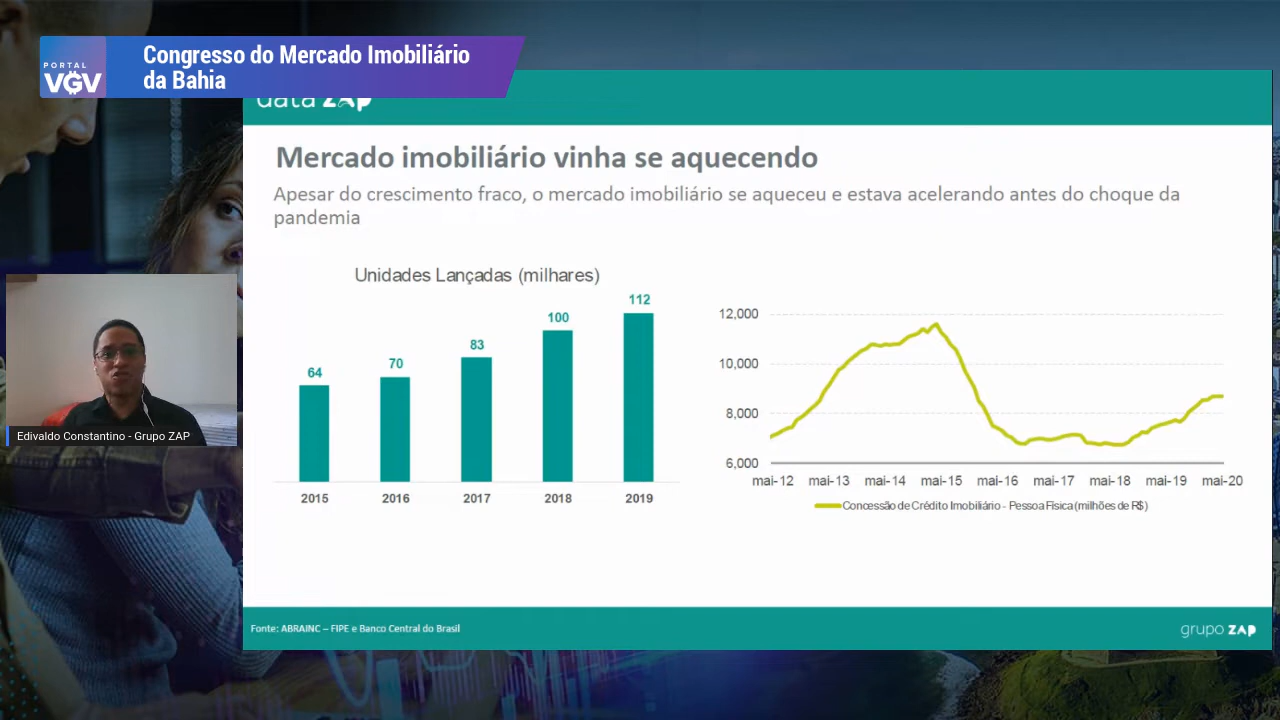 PORTAL
VGV
Congresso do Mercado Imobiliário
da Bahia
data ZAP
Mercado imobiliário vinha se aquecendo
Apesar do crescimento fraco, o mercado imobiliário se aqueceu e estava acelerando antes do choque da
pandemia
Unidades Lançadas (milhares)
64
70
83
100
112
2015 2016 2017 2018 2019
12,000
10,000
8,000
6,000
mai-12 mai-13 mai-14 mai-15 mai-16 mai-17 mai-18 mai-19 mai-20
Concessão de Crédito Imobiliário - Pessoa Física (milhões de R$)
Edivaldo Constantino - Grupo ZAP
Fonte: ABRAINC – FIPE e Banco Central do Brasil
grupo ZAP